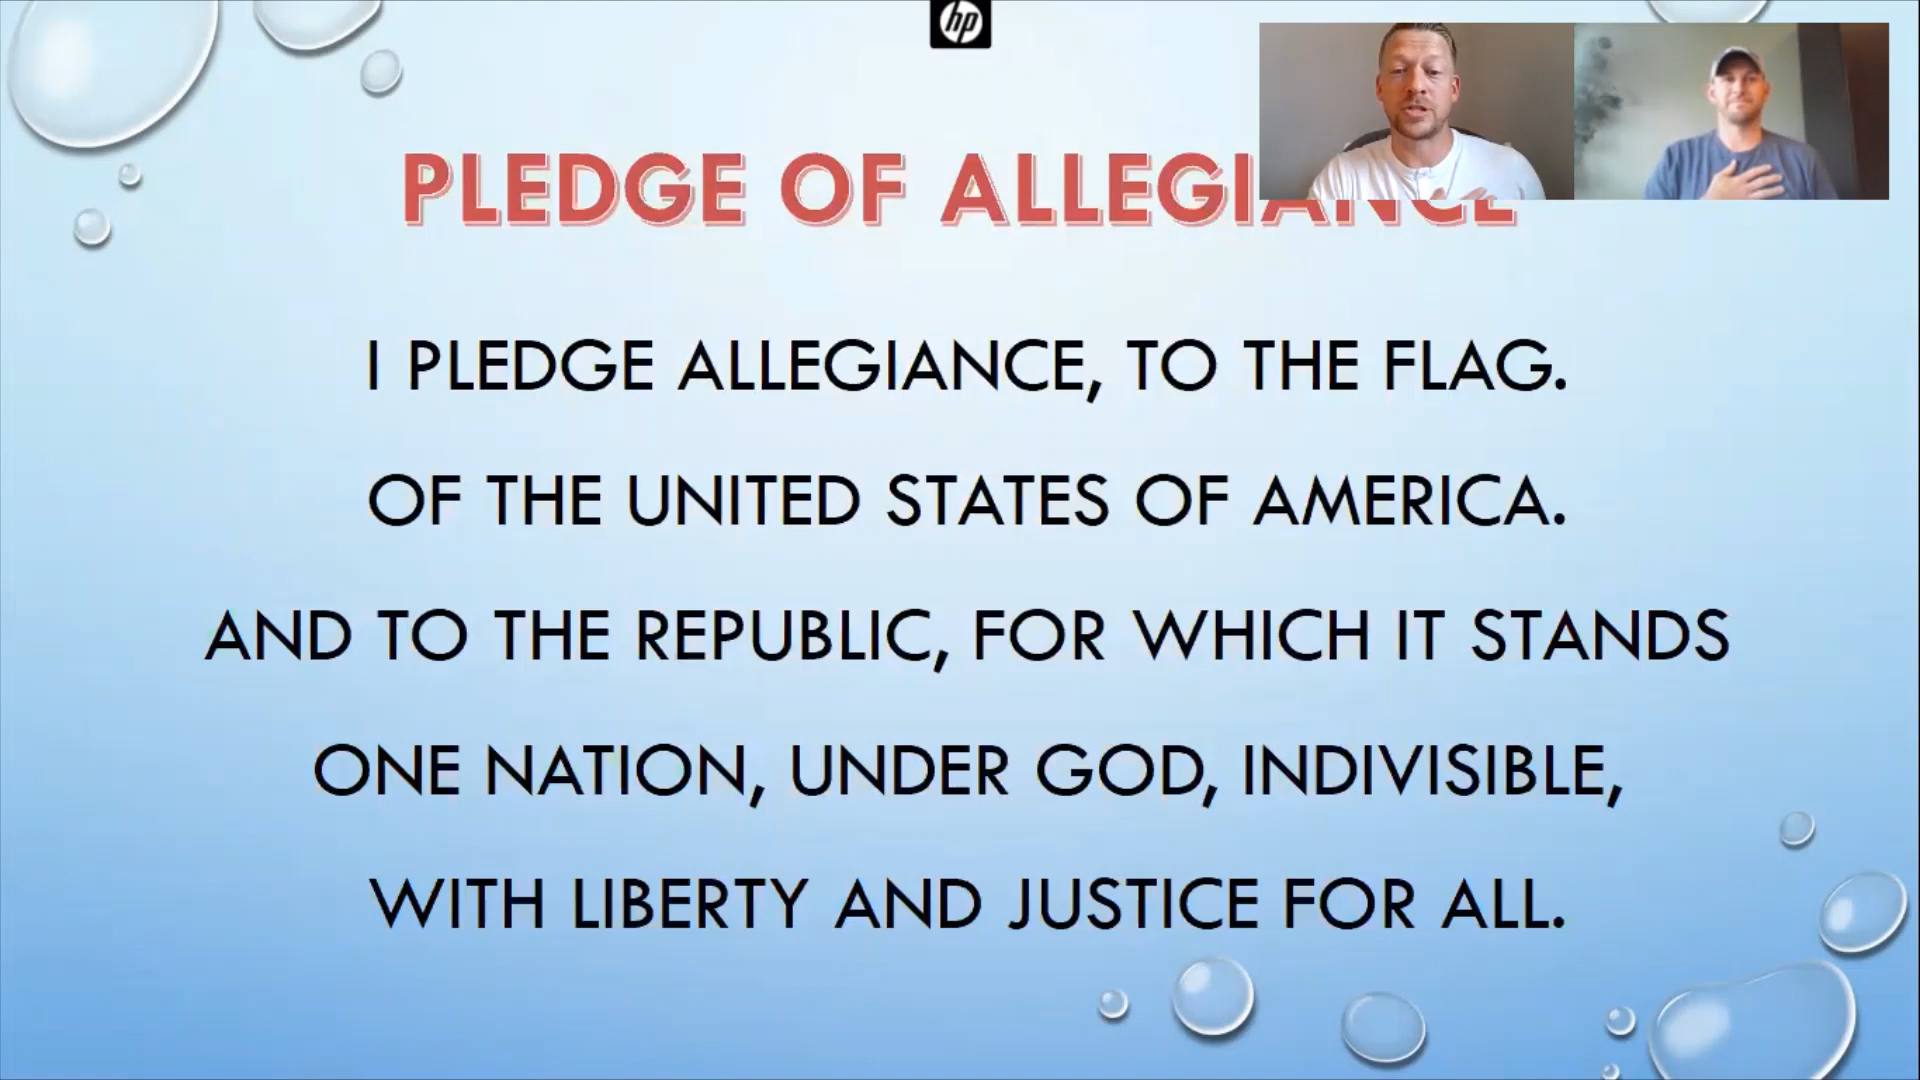 hp
PLEDGE OF ALLEGIANCE
I PLEDGE ALLEGIANCE, TO THE FLAG.
OF THE UNITED STATES OF AMERICA.
AND TO THE REPUBLIC, FOR WHICH IT STANDS
ONE NATION, UNDER GOD, INDIVISIBLE,
WITH LIBERTY AND JUSTICE FOR ALL.